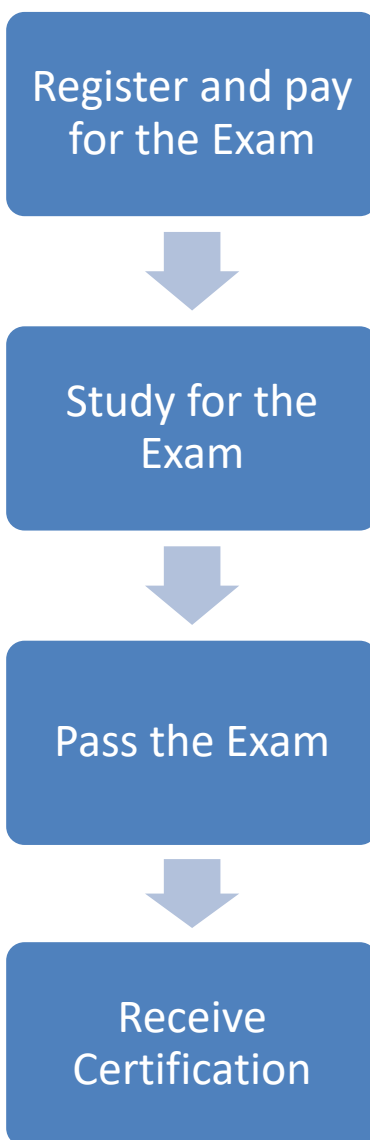 Register and pay
for the Exam
Study for the
Exam
Pass the Exam
Receive
Certification